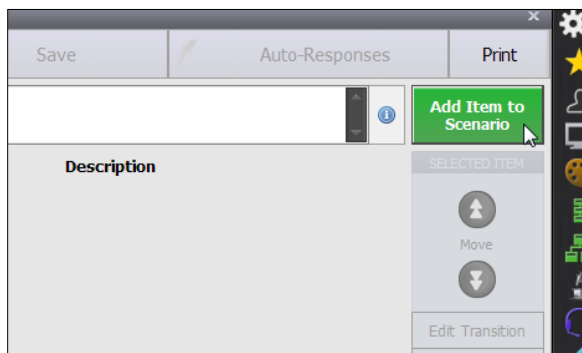 Save
Auto-Responses
Print
Add Item to
Scenario
Description
SELECTED ITEM
Move
Edit Transition